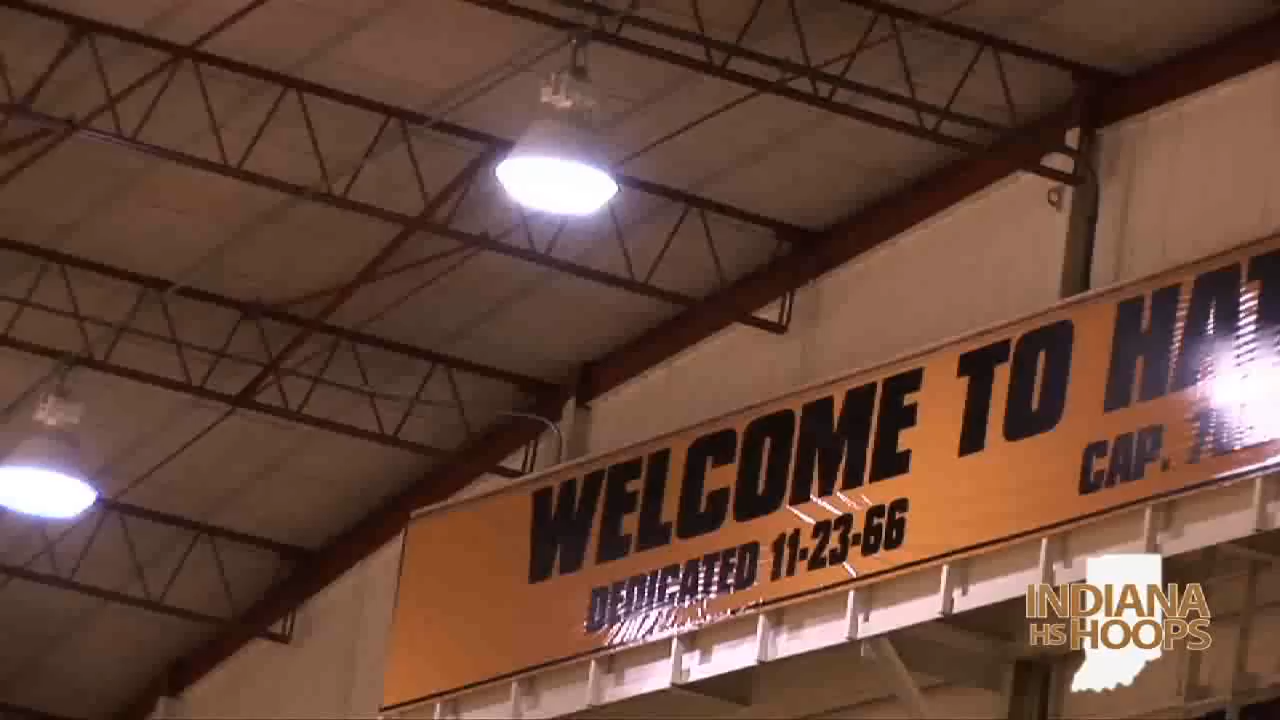 WELCOME TO
DEDICATED 11-23-66
CAP.
INDIANA
HS HOOPS